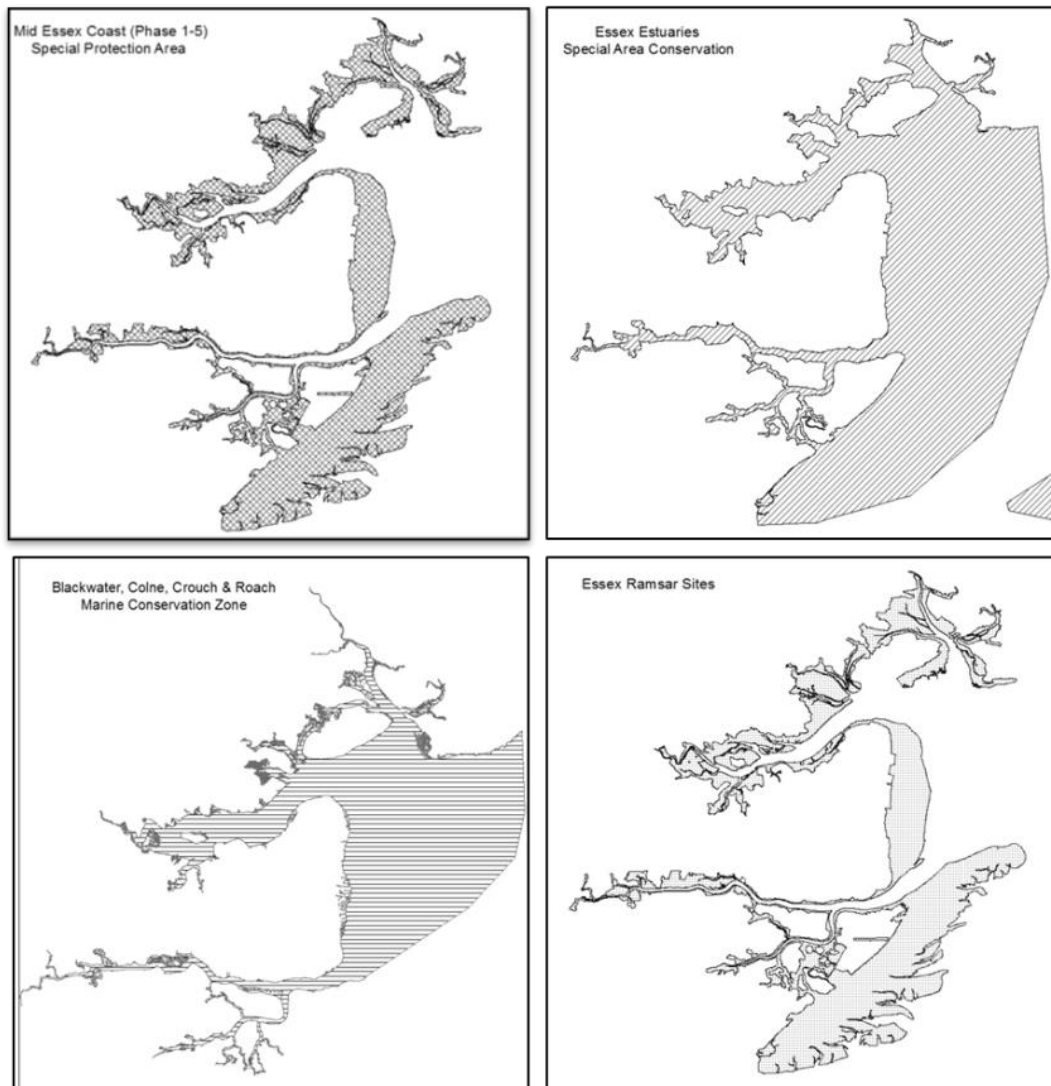 Mid Essex Coast (Phase 1-5)
Special Protection Area
Essex Estuaries
Special Area Conservation
Blackwater, Colne, Crouch & Roach
Marine Conservation Zone
Essex Ramsar Sites